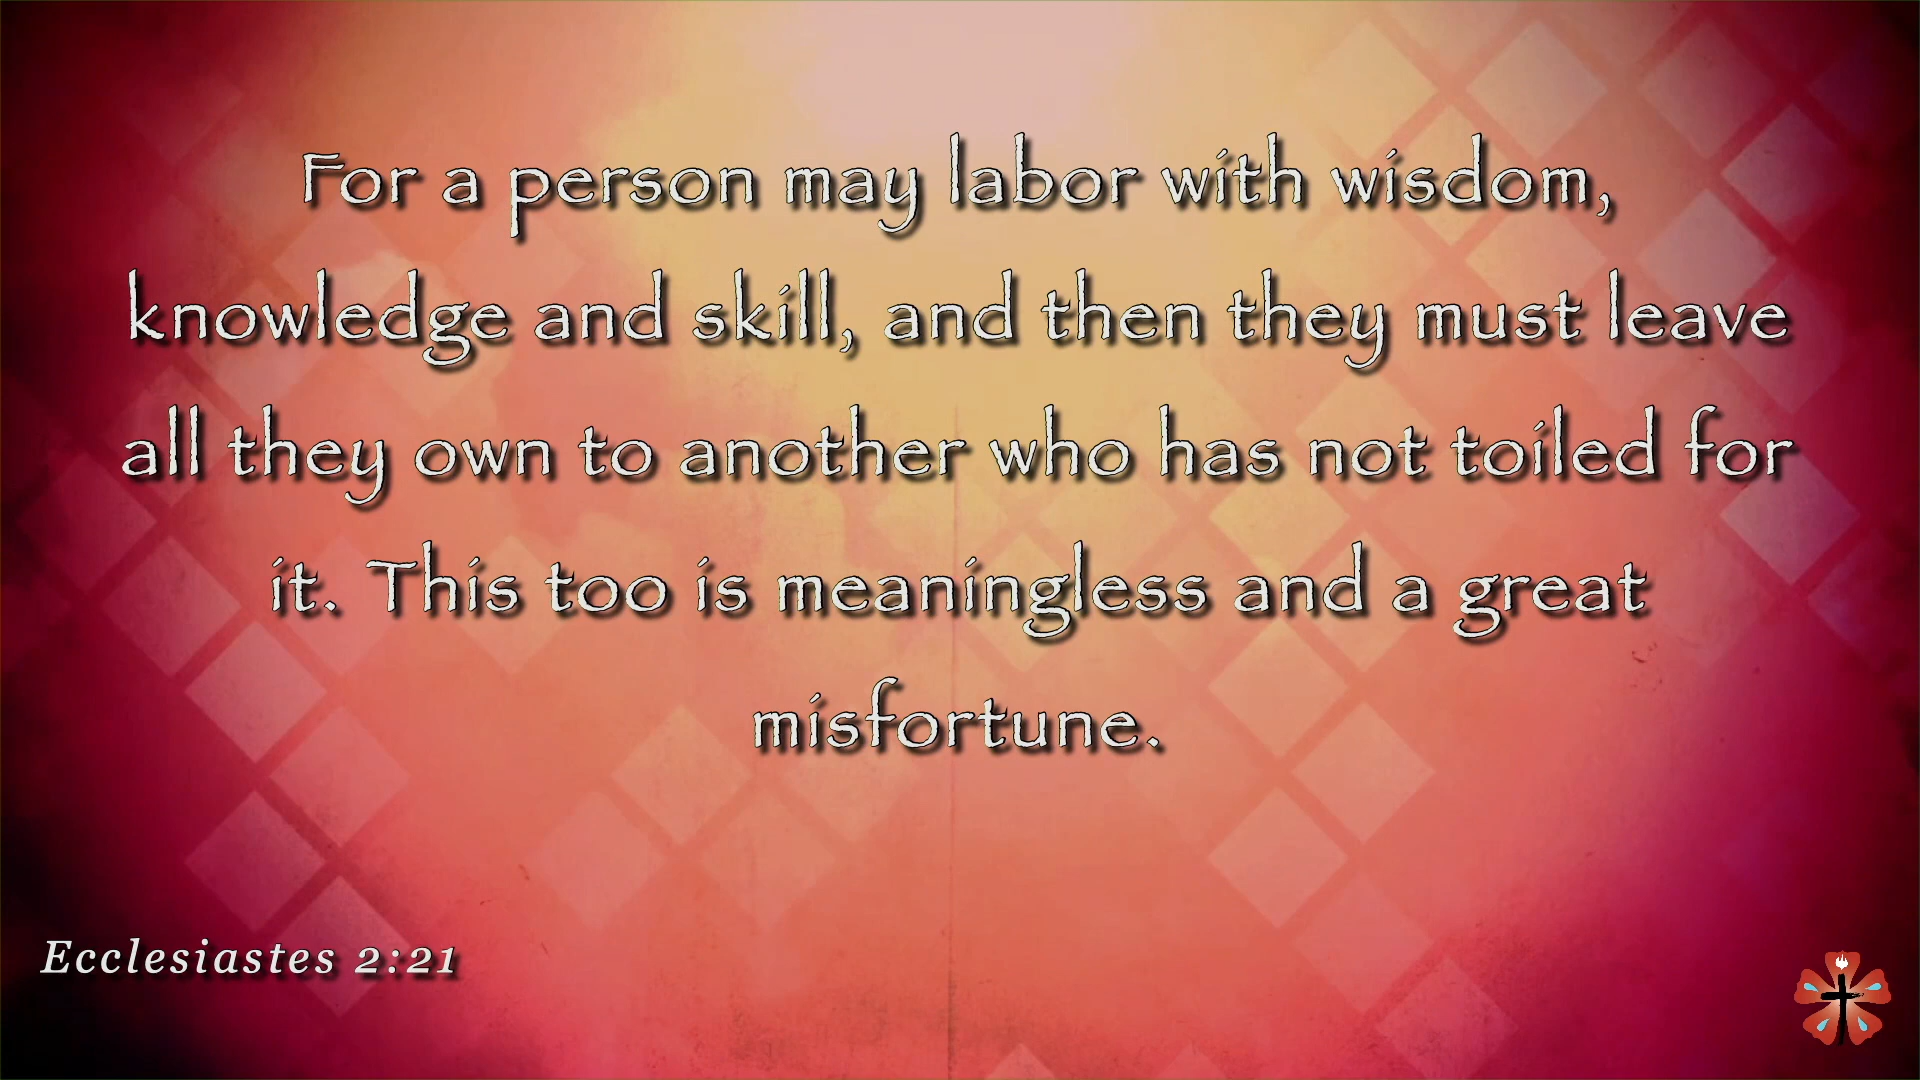 For a person may labor with wisdom,
knowledge and skill, and then they must leave
all they own to another who has not toiled for
it. This too is meaningless and a great
misfortune.
Ecclesiastes 2:21